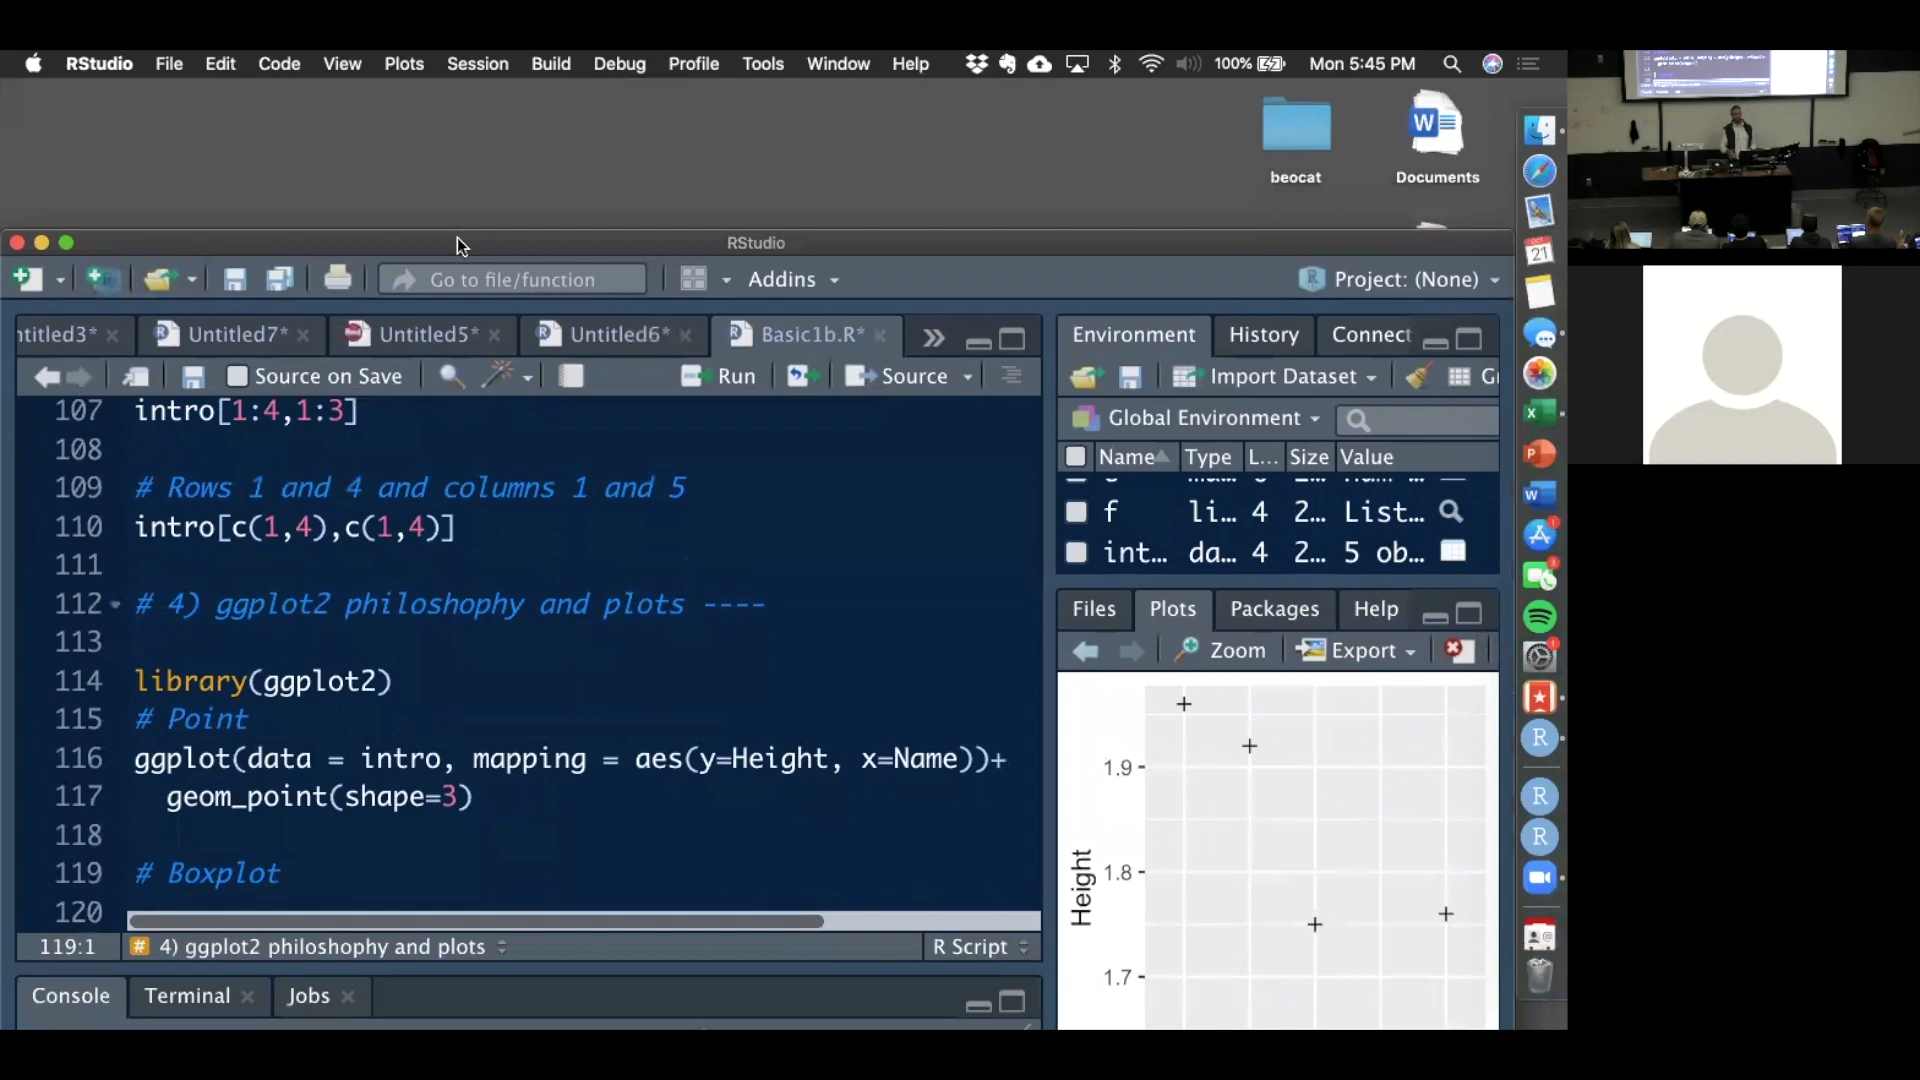 RStudio File Edit Code View Plots Session Build Debug Profile Tools Window Help 100% Mon 5:45 PM
beocat
Documents
RStudio
Go to file/function Addins Project: (None)
ntitled3* Untitled7* Untitled5* Untitled6* Basic1b.R*
Source on Save Run Source
107 intro[1:4,1:3]
108
109 # Rows 1 and 4 and columns 1 and 5
110 intro[c(1,4),c(1,4)]
111
112 # 4) ggplot2 philoshophy and plots ----
113
114 library(ggplot2)
115 # Point
116 ggplot(data = intro, mapping = aes(y=Height, x=Name))+
117 geom_point(shape=3)
118
119 # Boxplot
120
119:1 # 4) ggplot2 philoshophy and plots R Script
Console Terminal Jobs
Environment History Connect
Import Dataset
Global Environment
Name Type L... Size Value
f li... 4 2... List...
int... da... 4 2... 5 ob...
Files Plots Packages Help
Zoom Export
1.9
1.8
1.7
Height
21